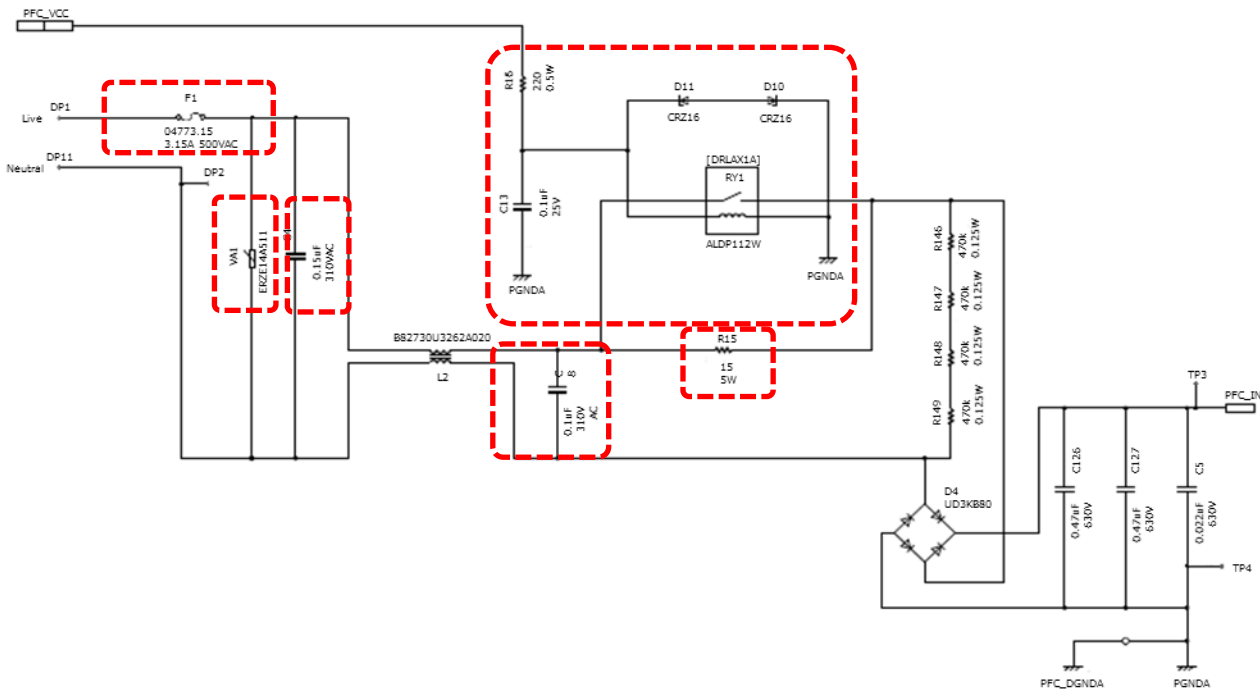 PFC_VCC
F1
DP1
Live
04773.15
3.15A 500VAC
DP11
Neutral
DP2
VA1
ERZE14A511
0.15uF
310VAC
R16
220
0.5W
C13
0.1uF
25V
PGNDA
D11
CRZ16
D10
CRZ16
[DRLAX1A]
RY1
ALDP112W
PGNDA
R146
470k
0.125W
R147
470k
0.125W
R148
470k
0.125W
R149
470k
0.125W
B82730U3262A020
L2
C 8
0.1uF
310V
AC
R15
15
5W
D4
UD3KB80
TP3
PFC_IN
C126
0.47uF
630V
C127
0.47uF
630V
C5
0.022uF
630V
TP4
PFC_DGNDA
PGNDA